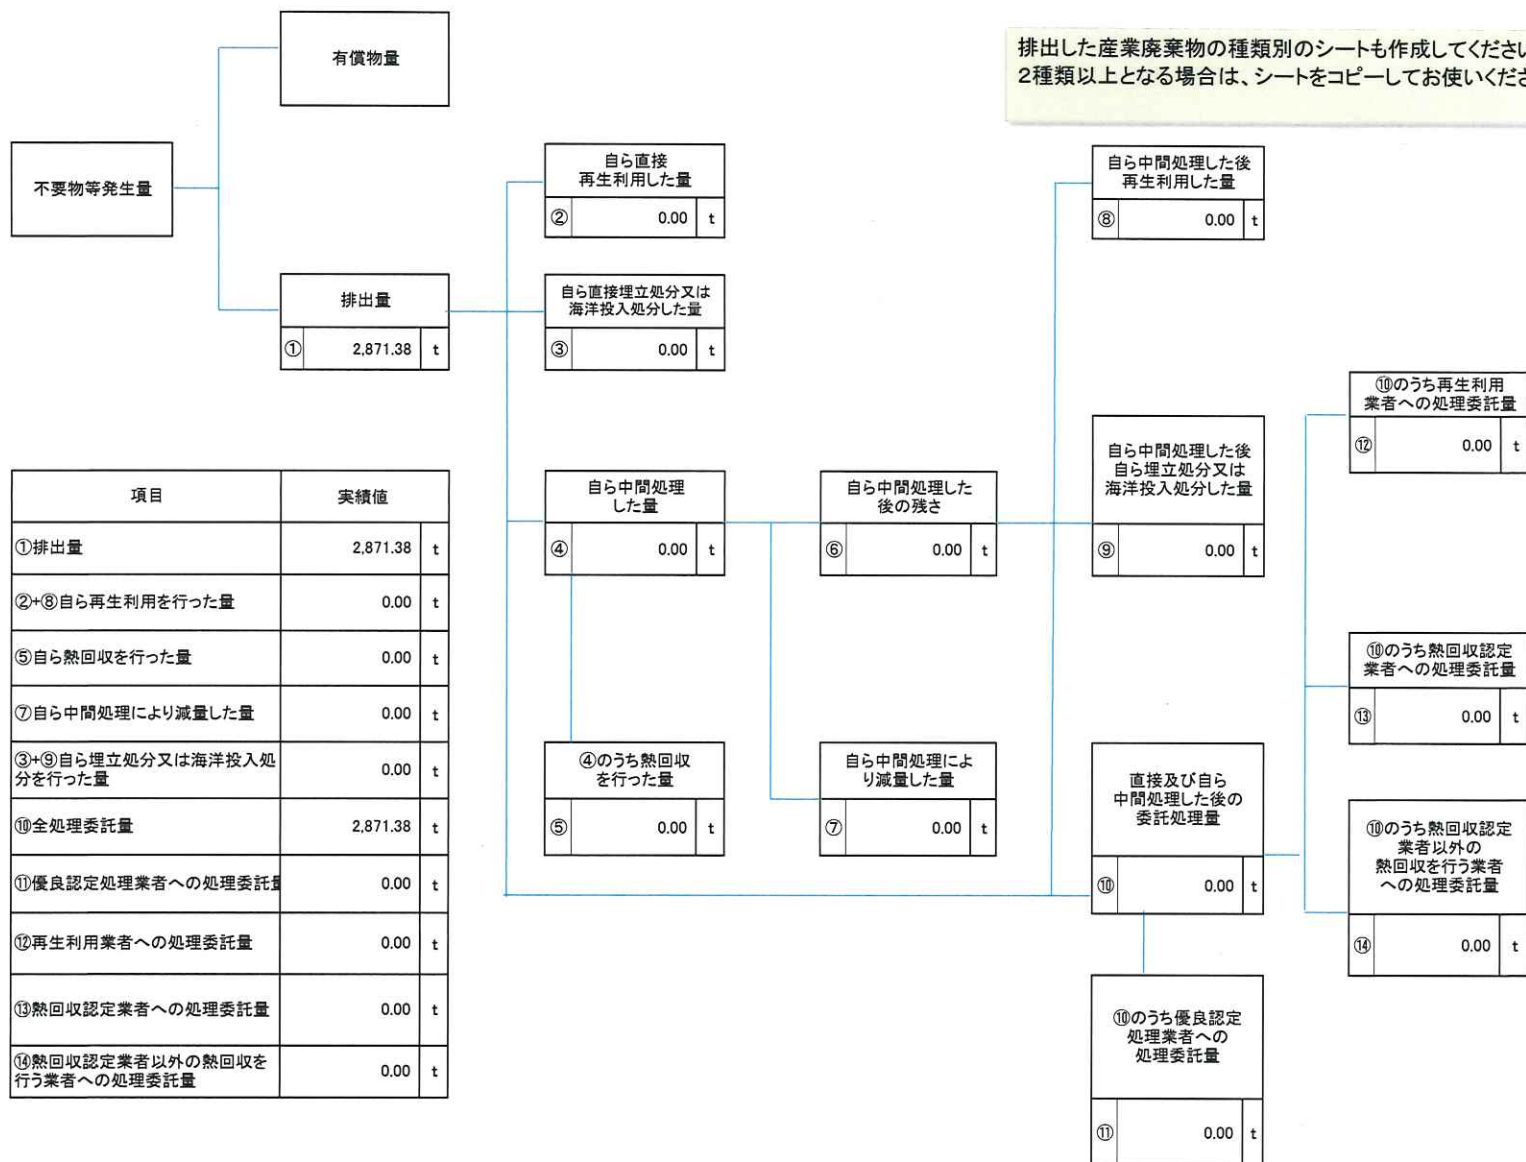 有償物量
排出した産業廃棄物の種類別のシートも作成してください
2種類以上となる場合は、シートをコピーしてお使いくださ
不要物等発生量
自ら直接
再生利用した量
② 0.00 t
自ら中間処理した後
再生利用した量
⑧ 0.00 t
排出量
① 2,871.38 t
自ら直接埋立処分又は
海洋投入処分した量
③ 0.00 t
⑩のうち再生利用
業者への処理委託量
⑫ 0.00 t
自ら中間処理
した量
④ 0.00 t
自ら中間処理した
後の残さ
⑥ 0.00 t
自ら中間処理した後
自ら埋立処分又は
海洋投入処分した量
⑨ 0.00 t
項目 実績値
①排出量 2,871.38 t
②+⑧自ら再生利用を行った量 0.00 t
⑤自ら熱回収を行った量 0.00 t
⑦自ら中間処理により減量した量 0.00 t
③+⑨自ら埋立処分又は海洋投入処
分を行った量 0.00 t
⑩全処理委託量 2,871.38 t
⑪優良認定処理業者への処理委託量 0.00 t
⑫再生利用業者への処理委託量 0.00 t
⑬熱回収認定業者への処理委託量 0.00 t
⑭熱回収認定業者以外の熱回収を
行う業者への処理委託量 0.00 t
④のうち熱回収
を行った量
⑤ 0.00 t
自ら中間処理によ
り減量した量
⑦ 0.00 t
直接及び自ら
中間処理した後の
委託処理量
⑩ 0.00 t
⑩のうち熱回収認定
業者への処理委託量
⑬ 0.00 t
⑩のうち熱回収認定
業者以外の
熱回収を行う業者
への処理委託量
⑭ 0.00 t
⑩のうち優良認定
処理業者への
処理委託量
⑪ 0.00 t